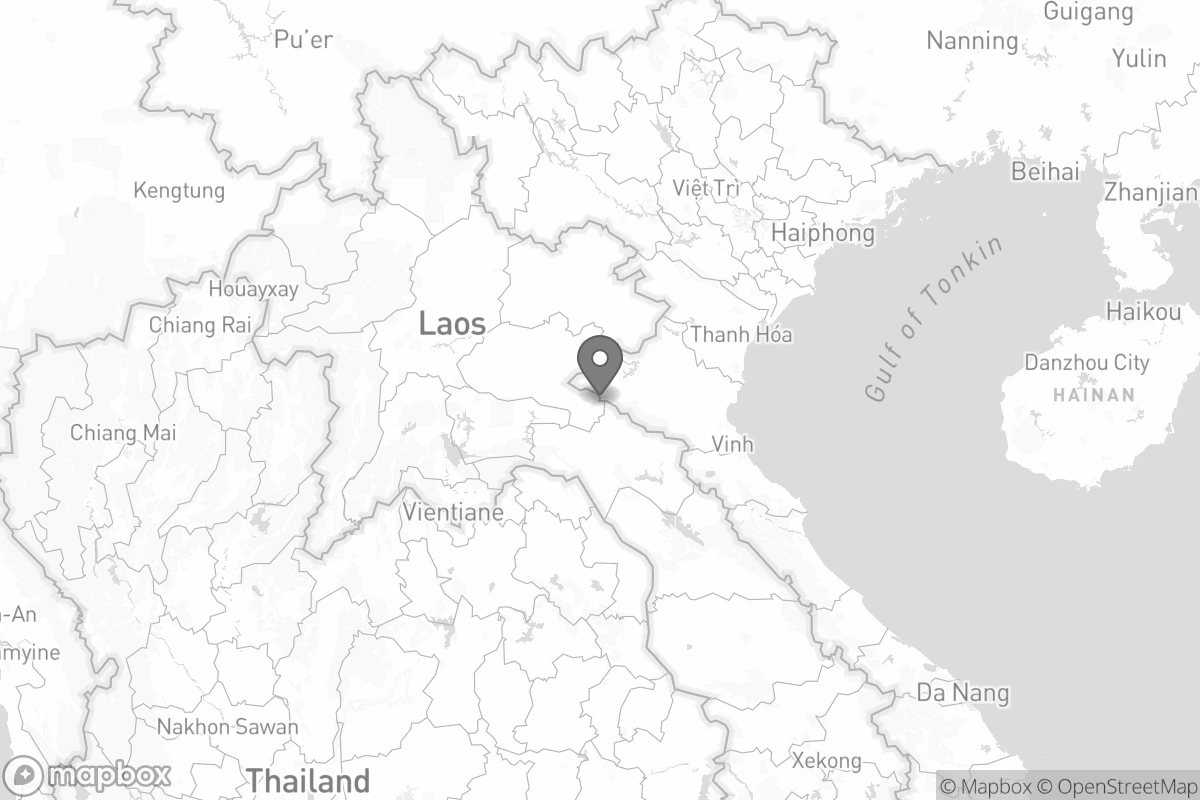 Guigang
Pu’er
Nanning
Yulin
Beihai
Kengtung
Việt Trì
Zhanjian
Haiphong
Gulf of Tonkin
Houayxay
Haikou
Chiang Rai
Laos
Thanh Hóa
Danzhou City
HAINAN
Chiang Mai
Vinh
Vientiane
-An
myine
Da Nang
Nakhon Sawan
Xekong
Thailand
mapbox
© Mapbox © OpenStreetMap